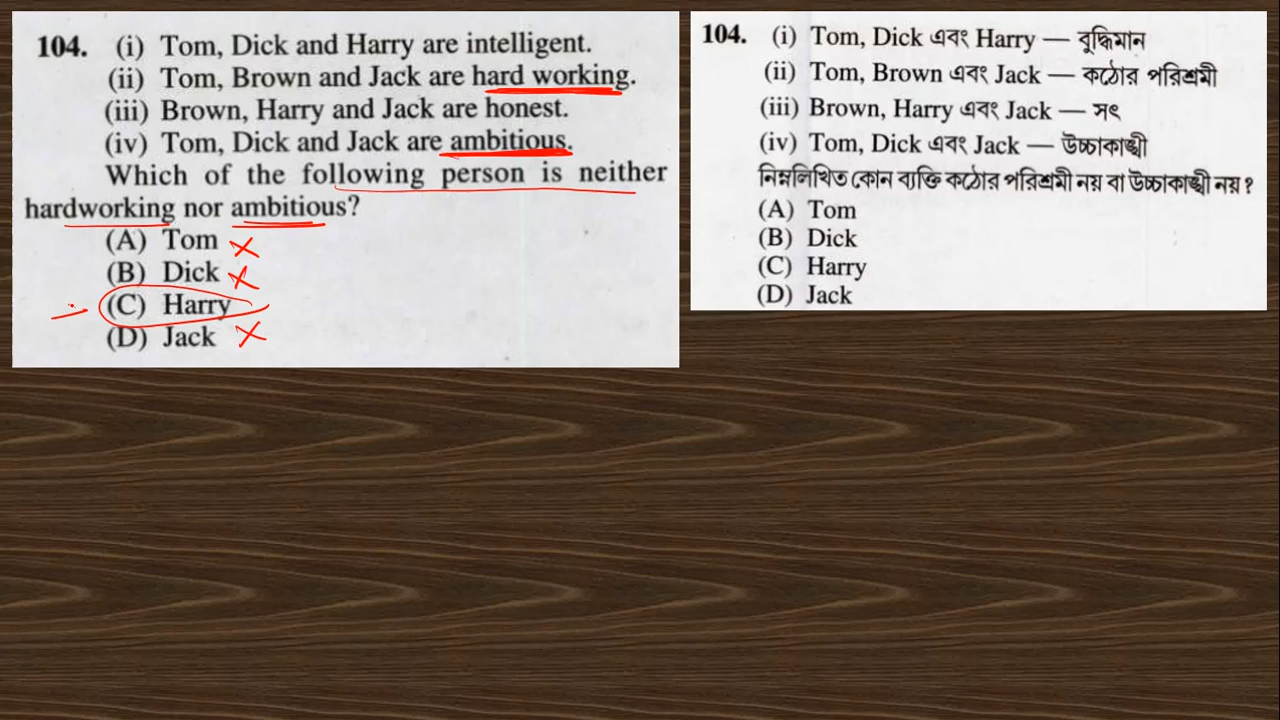 104. (i) Tom, Dick and Harry are intelligent.
(ii) Tom, Brown and Jack are hard working.
(iii) Brown, Harry and Jack are honest.
(iv) Tom, Dick and Jack are ambitious.
Which of the following person is neither
hardworking nor ambitious?
(A) Tom
(B) Dick
(C) Harry
(D) Jack
104. (i) Tom, Dick এবং Harry — বুদ্ধিমান
(ii) Tom, Brown এবং Jack — কঠোর পরিশ্রমী
(iii) Brown, Harry এবং Jack — সৎ
(iv) Tom, Dick এবং Jack — উচ্চাকাঙ্খী
নিম্নলিখিত কোন ব্যক্তি কঠোর পরিশ্রমী নয় বা উচ্চাকাঙ্খী নয় ?
(A) Tom
(B) Dick
(C) Harry
(D) Jack